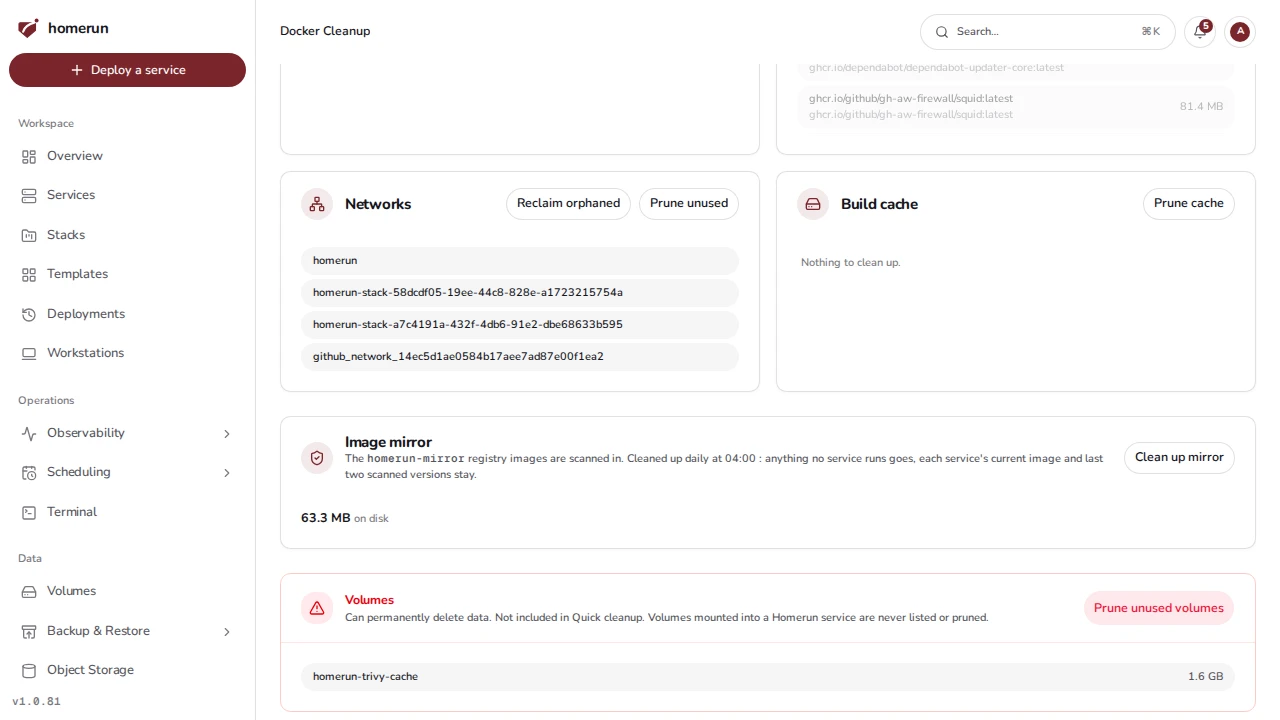 homerun
Deploy a service
Workspace
Overview
Services
Stacks
Templates
Deployments
Workstations
Operations
Observability
Scheduling
Terminal
Data
Volumes
Backup & Restore
Object Storage
v1.0.81
Docker Cleanup
Search...
⌘K
5
A
ghcr.io/dependabot/dependabot-updater-core:latest
ghcr.io/github/gh-aw-firewall/squid:latest
ghcr.io/github/gh-aw-firewall/squid:latest
81.4 MB
Networks
Reclaim orphaned
Prune unused
homerun
homerun-stack-58dcdf05-19ee-44c8-828e-a1723215754a
homerun-stack-a7c4191a-432f-4db6-91e2-dbe68633b595
github_network_14ec5d1ae0584b17aee7ad87e00f1ea2
Build cache
Prune cache
Nothing to clean up.
Image mirror
The homerun-mirror registry images are scanned in. Cleaned up daily at 04:00 : anything no service runs goes, each service's current image and last
two scanned versions stay.
Clean up mirror
63.3 MB on disk
Volumes
Can permanently delete data. Not included in Quick cleanup. Volumes mounted into a Homerun service are never listed or pruned.
Prune unused volumes
homerun-trivy-cache
1.6 GB